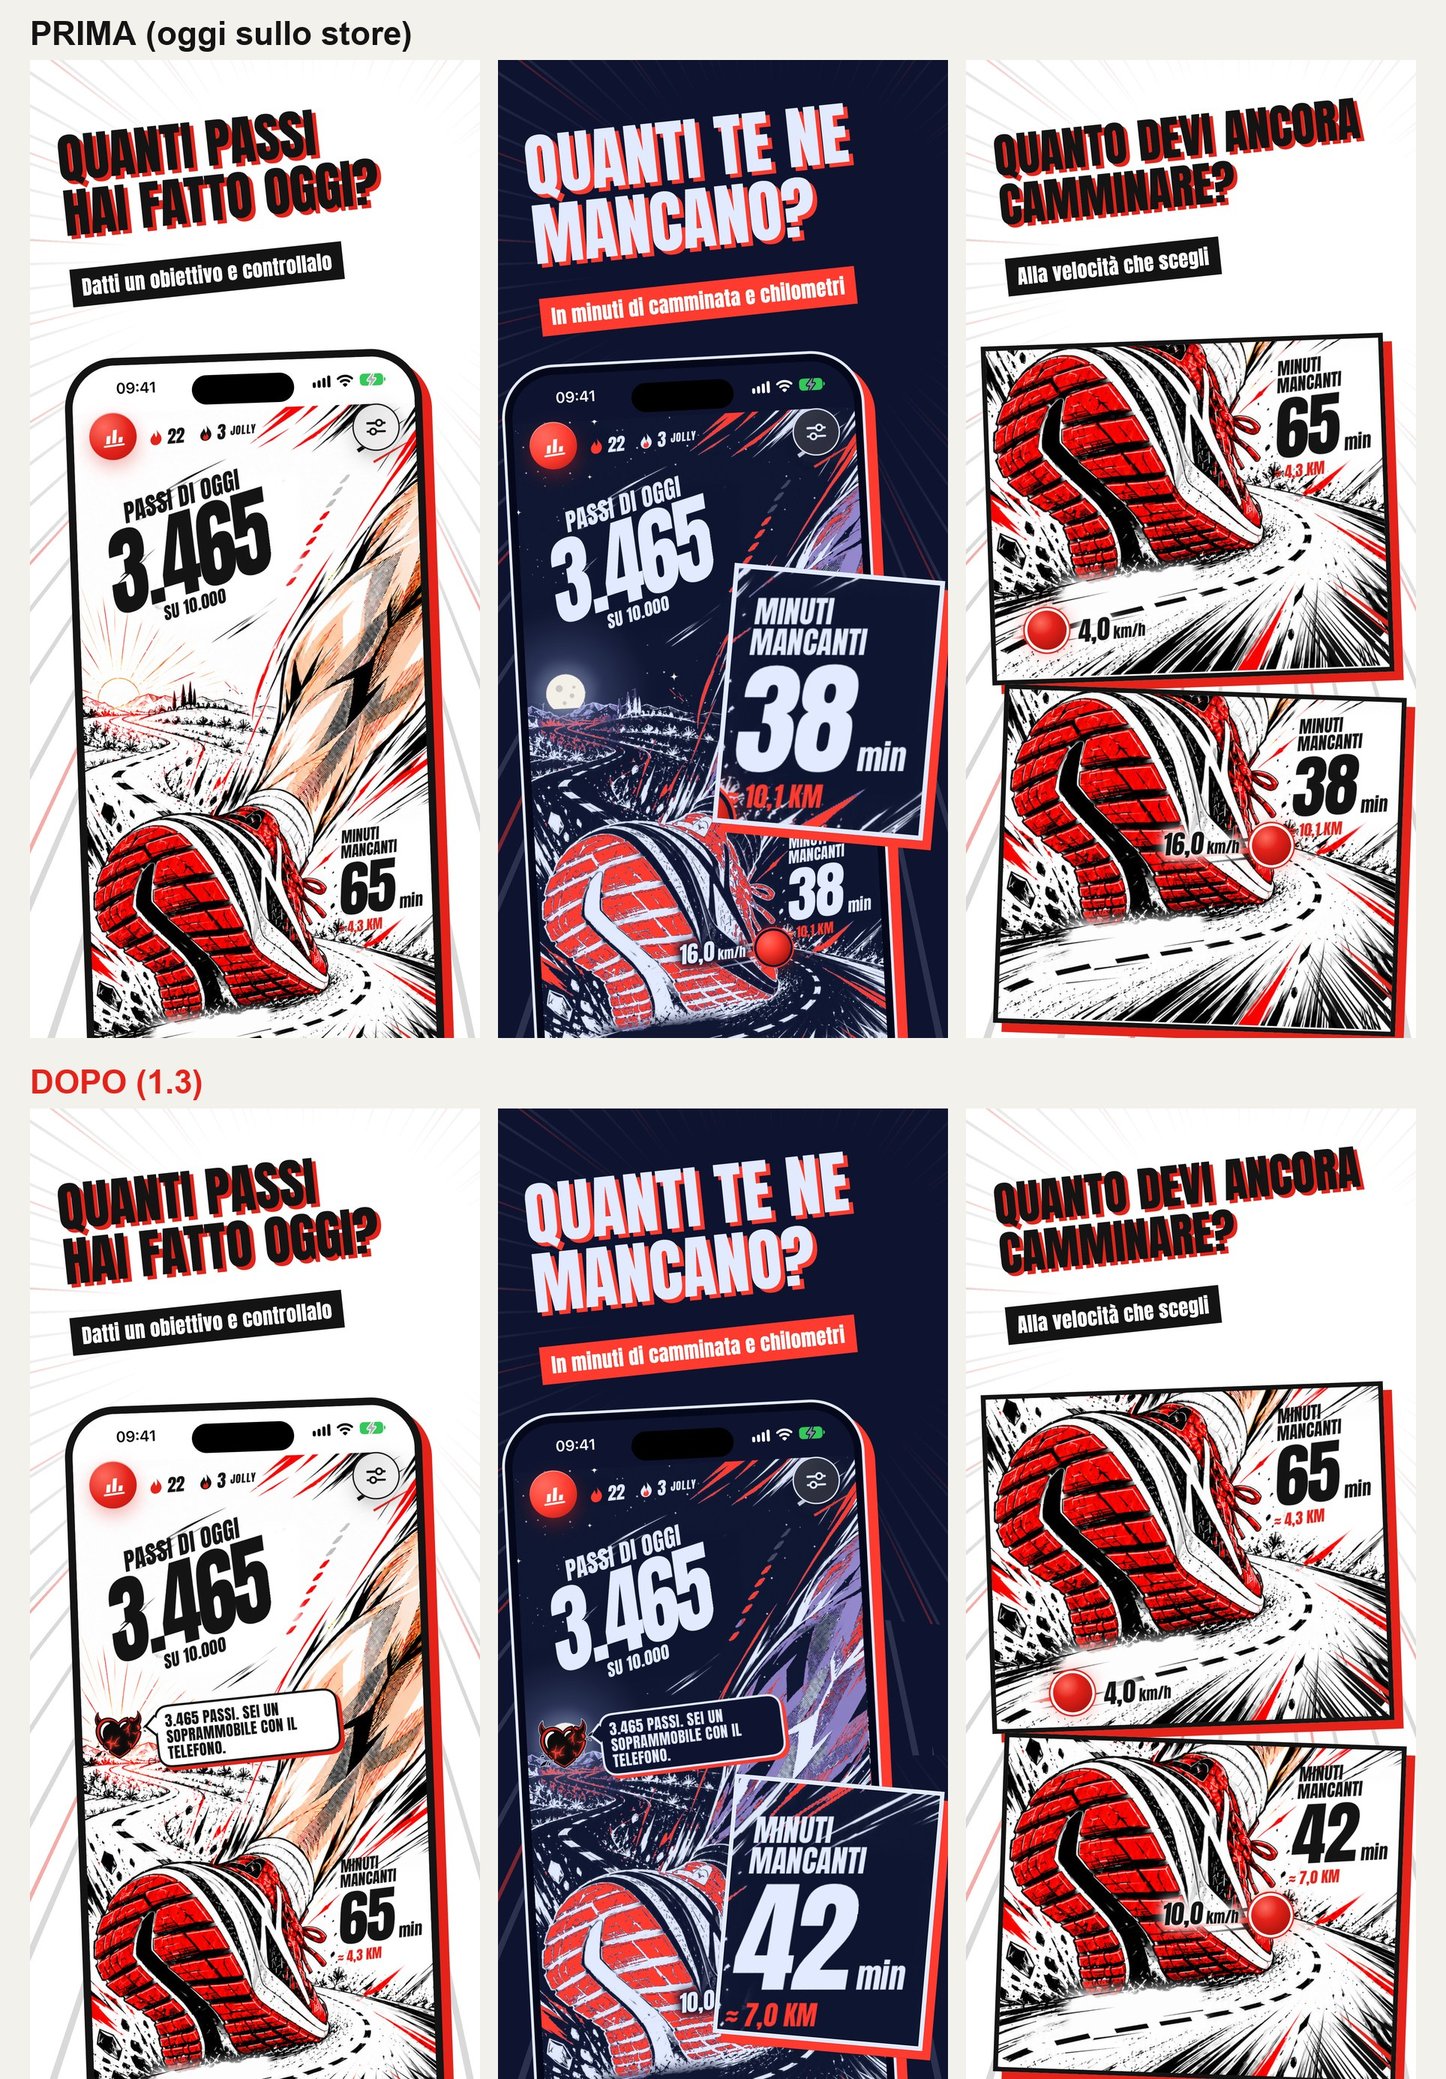 PRIMA (oggi sullo store)
QUANTI PASSI
HAI FATTO OGGI?
Datti un obiettivo e controllalo
09:41
22
3 JOLLY
PASSI DI OGGI
3.465
SU 10.000
MINUTI
MANCANTI
65 min
≈ 4,3 KM
QUANTI TE NE
MANCANO?
In minuti di camminata e chilometri
09:41
22
3 JOLLY
PASSI DI OGGI
3.465
SU 10.000
MINUTI
MANCANTI
38 min
10,1 KM
MINUTI
MANCANTI
38 min
10,1 KM
16,0 km/h
QUANTO DEVI ANCORA
CAMMINARE?
Alla velocità che scegli
MINUTI
MANCANTI
65 min
≈ 4,3 KM
4,0 km/h
MINUTI
MANCANTI
38 min
10,1 KM
16,0 km/h
DOPO (1.3)
QUANTI PASSI
HAI FATTO OGGI?
Datti un obiettivo e controllalo
09:41
22
3 JOLLY
PASSI DI OGGI
3.465
SU 10.000
3.465 PASSI. SEI UN
SOPRAMMOBILE CON IL
TELEFONO.
MINUTI
MANCANTI
65 min
≈ 4,3 KM
QUANTI TE NE
MANCANO?
In minuti di camminata e chilometri
09:41
22
3 JOLLY
PASSI DI OGGI
3.465
SU 10.000
3.465 PASSI. SEI UN
SOPRAMMOBILE CON IL
TELEFONO.
MINUTI
MANCANTI
42 min
≈ 7,0 KM
10,0
QUANTO DEVI ANCORA
CAMMINARE?
Alla velocità che scegli
MINUTI
MANCANTI
65 min
≈ 4,3 KM
4,0 km/h
MINUTI
MANCANTI
42 min
≈ 7,0 KM
10,0 km/h